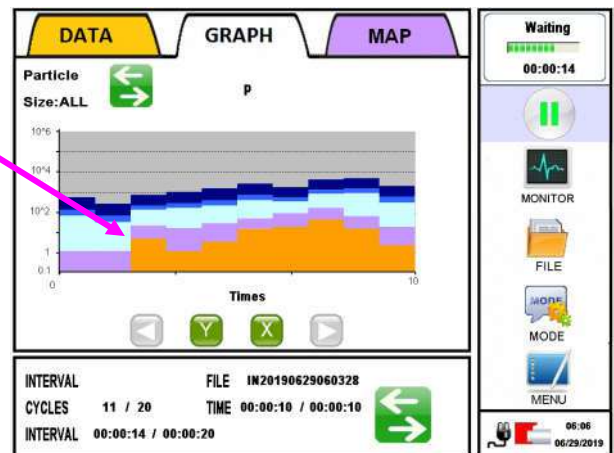 DATA GRAPH MAP
Particle
Size:ALL
p
10^6
10^4
10^2
1
0.1
0 10
Times
Y X
INTERVAL FILE IN20190629060328
CYCLES 11 / 20 TIME 00:00:10 / 00:00:10
INTERVAL 00:00:14 / 00:00:20
Waiting
00:00:14
MONITOR
FILE
MODE
MODE
MENU
06:06
06/29/2019